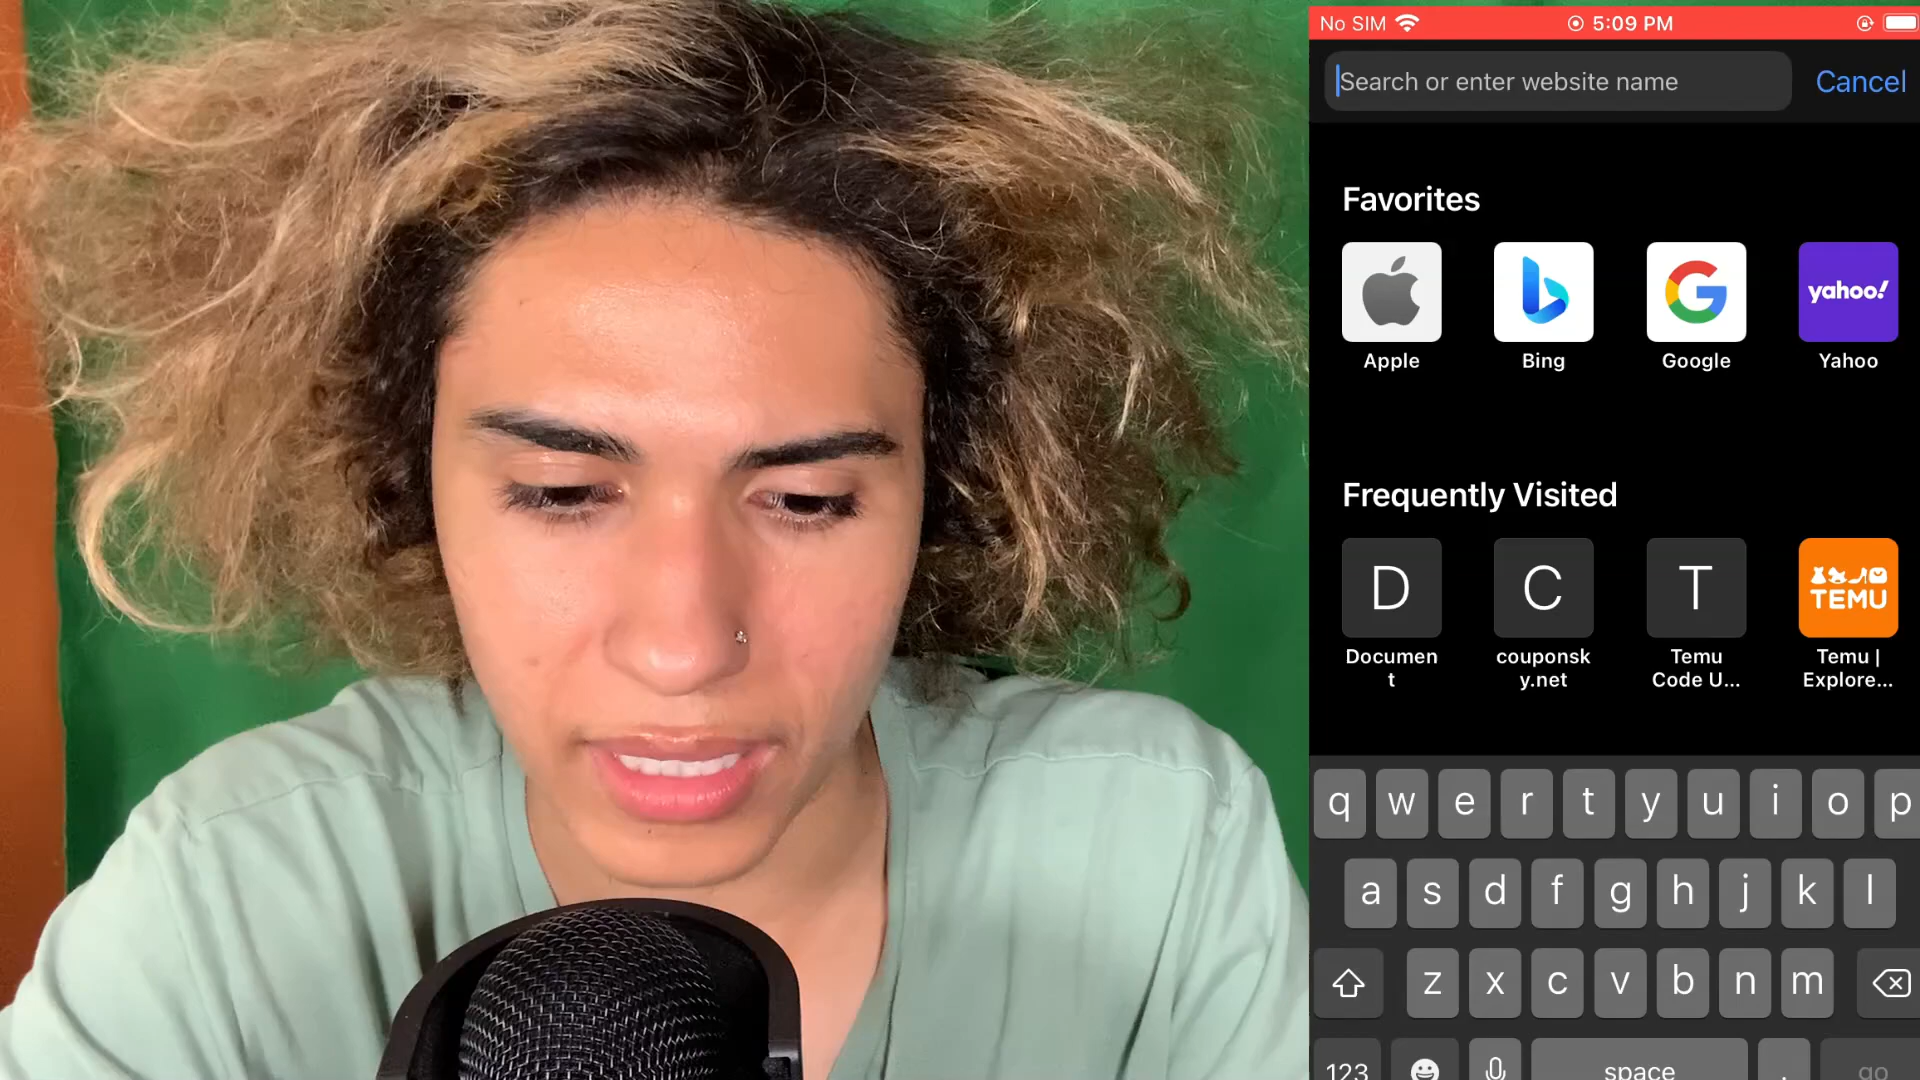 No SIM 5:09 PM
Search or enter website name Cancel
Favorites
yahoo!
Apple Bing Google Yahoo
Frequently Visited
D C T TEMU
Documen couponsk Temu Temu |
t y.net Code U... Explore...
q w e r t y u i o p
a s d f g h j k l
z x c v b n m
123 space . go